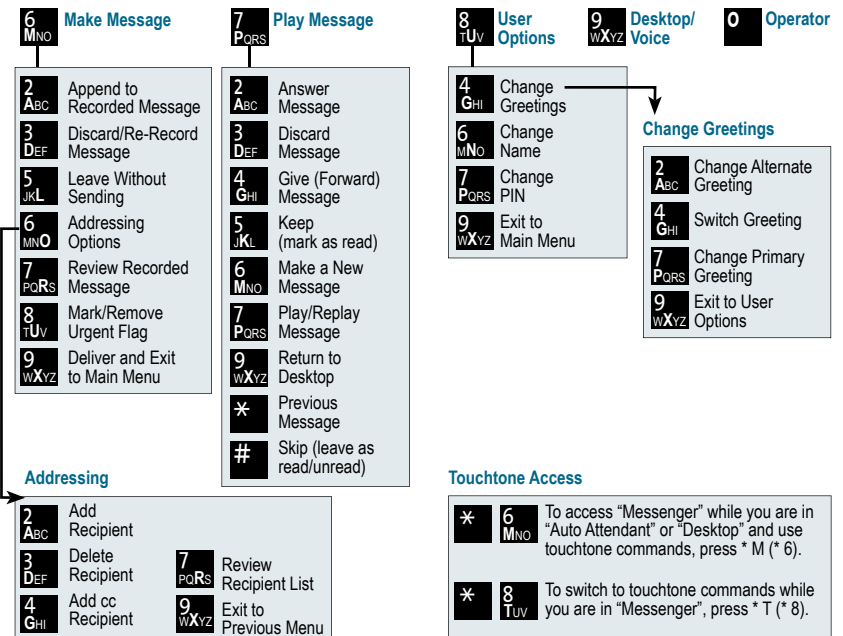 6 MNO Make Message
7 PQRS Play Message
8 TUV User Options
9 WXYZ Desktop/
Voice
O Operator
2 ABC Append to
Recorded Message
3 DEF Discard/Re-Record
Message
5 JKL Leave Without
Sending
6 MNO Addressing
Options
7 PQRS Review Recorded
Message
8 TUV Mark/Remove
Urgent Flag
9 WXYZ Deliver and Exit
to Main Menu
2 ABC Answer
Message
3 DEF Discard
Message
4 GHI Give (Forward)
Message
5 JKL Keep
(mark as read)
6 MNO Make a New
Message
7 PQRS Play/Replay
Message
9 WXYZ Return to
Desktop
* Previous
Message
# Skip (leave as
read/unread)
4 GHI Change
Greetings
6 MNO Change
Name
7 PQRS Change
PIN
9 WXYZ Exit to
Main Menu
Change Greetings
2 ABC Change Alternate
Greeting
4 GHI Switch Greeting
7 PQRS Change Primary
Greeting
9 WXYZ Exit to User
Options
Addressing
2 ABC Add
Recipient
3 DEF Delete
Recipient
4 GHI Add cc
Recipient
7 PQRS Review
Recipient List
9 WXYZ Exit to
Previous Menu
Touchtone Access
* 6 MNO To access “Messenger” while you are in
“Auto Attendant” or “Desktop” and use
touchtone commands, press * M (* 6).
* 8 TUV To switch to touchtone commands while
you are in “Messenger”, press * T (* 8).